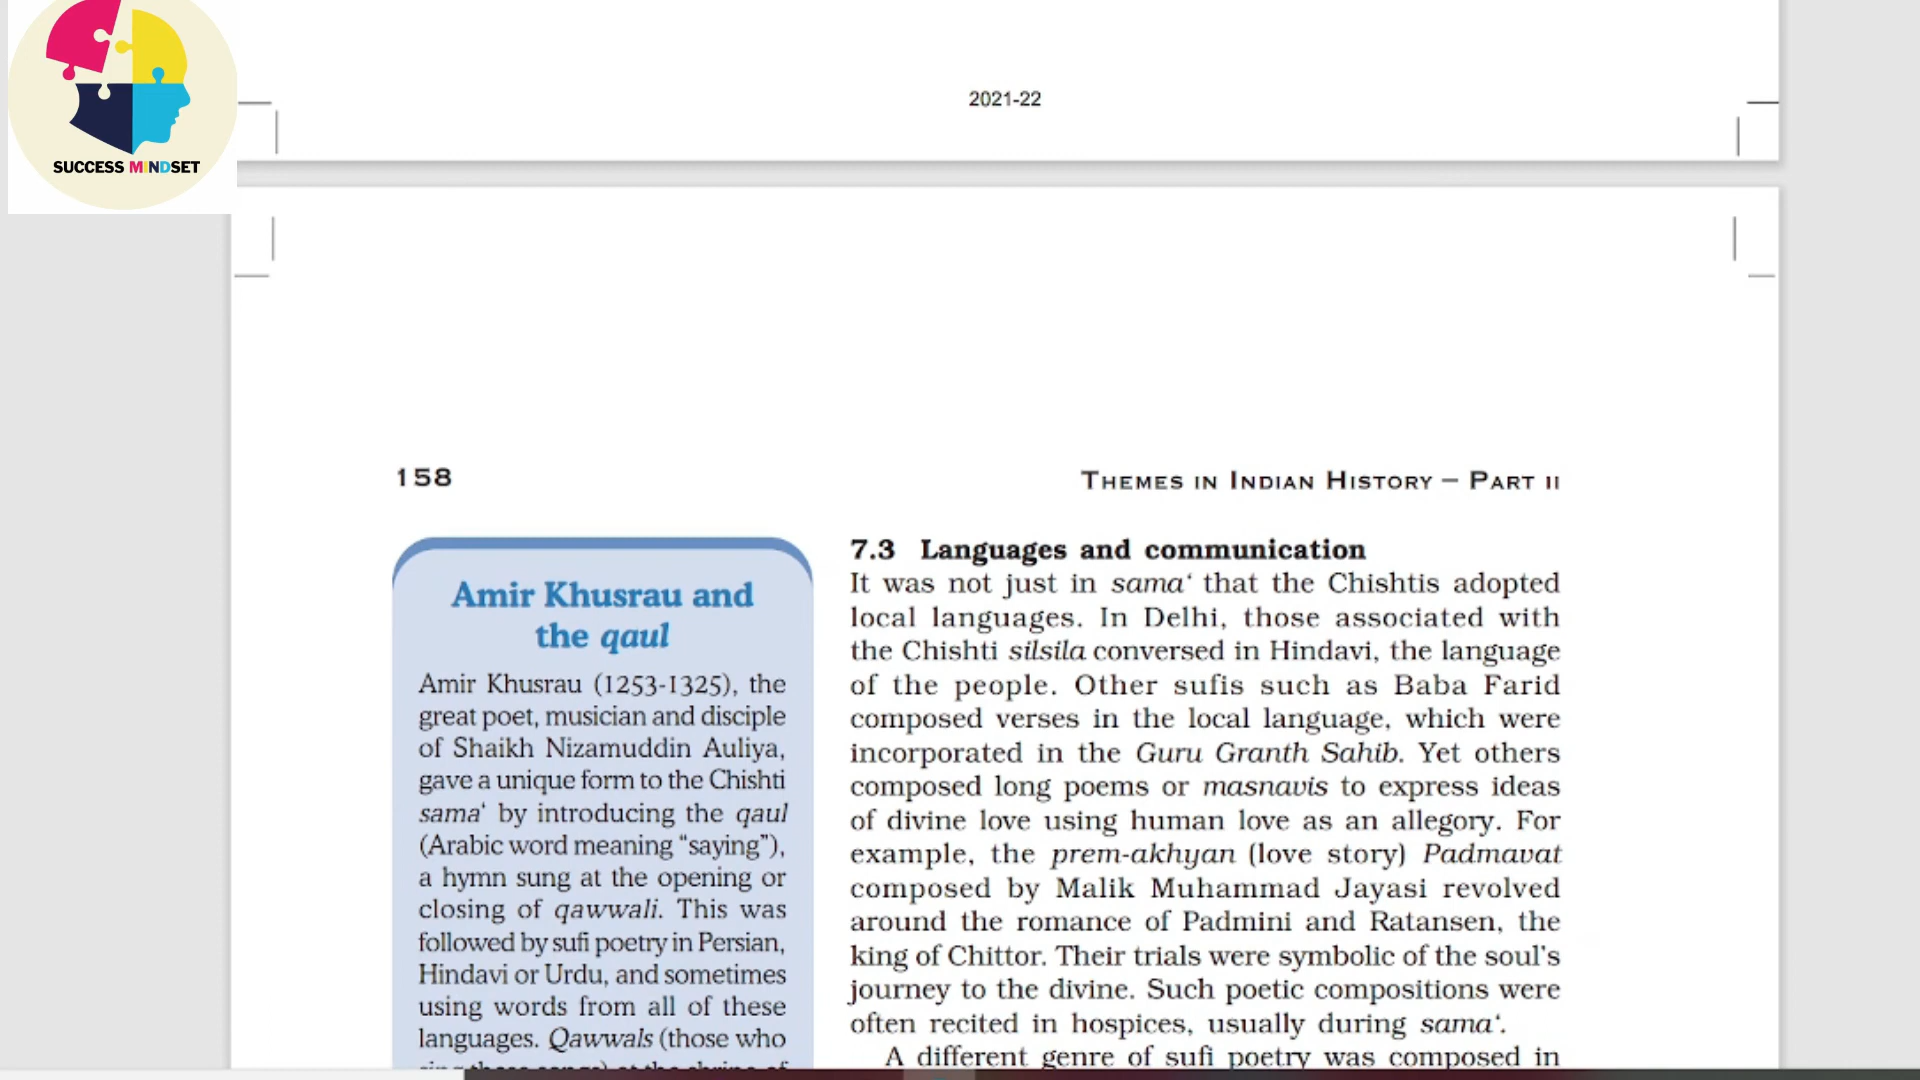 SUCCESS MINDSET
2021-22
158
THEMES IN INDIAN HISTORY – PART II
Amir Khusrau and
the qaul
Amir Khusrau (1253-1325), the
great poet, musician and disciple
of Shaikh Nizamuddin Auliya,
gave a unique form to the Chishti
sama‘ by introducing the qaul
(Arabic word meaning “saying”),
a hymn sung at the opening or
closing of qawwali. This was
followed by sufi poetry in Persian,
Hindavi or Urdu, and sometimes
using words from all of these
languages. Qawwals (those who
7.3 Languages and communication
It was not just in sama‘ that the Chishtis adopted
local languages. In Delhi, those associated with
the Chishti silsila conversed in Hindavi, the language
of the people. Other sufis such as Baba Farid
composed verses in the local language, which were
incorporated in the Guru Granth Sahib. Yet others
composed long poems or masnavis to express ideas
of divine love using human love as an allegory. For
example, the prem-akhyan (love story) Padmavat
composed by Malik Muhammad Jayasi revolved
around the romance of Padmini and Ratansen, the
king of Chittor. Their trials were symbolic of the soul's
journey to the divine. Such poetic compositions were
often recited in hospices, usually during sama‘.
A different genre of sufi poetry was composed in